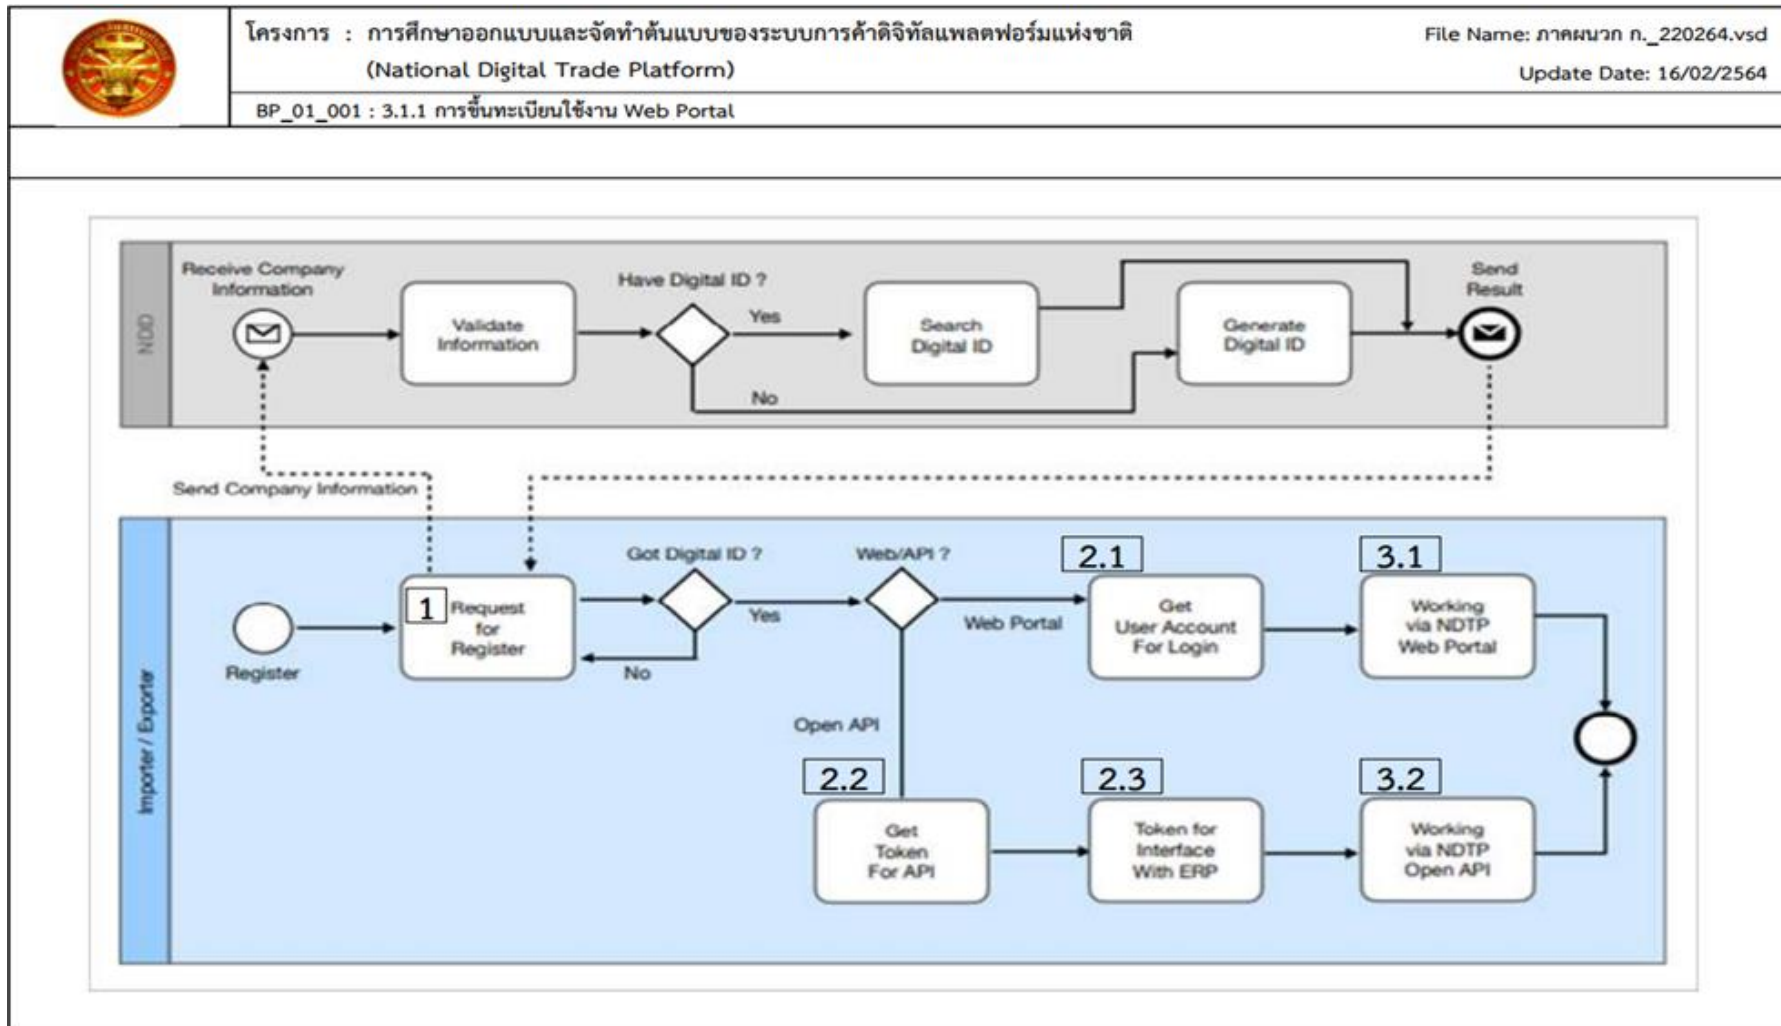 โครงการ : การศึกษาออกแบบและจัดทำต้นแบบของระบบการค้าดิจิทัลแพลตฟอร์มแห่งชาติ
(National Digital Trade Platform)
File Name: ภาคผนวก ก._220264.vsd
Update Date: 16/02/2564
BP_01_001 : 3.1.1 การขึ้นทะเบียนใช้งาน Web Portal
NDD
Receive Company
Information
Validate
Information
Have Digital ID ?
Yes
No
Search
Digital ID
Generate
Digital ID
Send
Result
Send Company Information
Importer / Exporter
Register
1
Request
for
Register
Got Digital ID ?
Yes
No
Web/API ?
Web Portal
Open API
2.1
Get
User Account
For Login
3.1
Working
via NDTP
Web Portal
2.2
Get
Token
For API
2.3
Token for
Interface
With ERP
3.2
Working
via NDTP
Open API